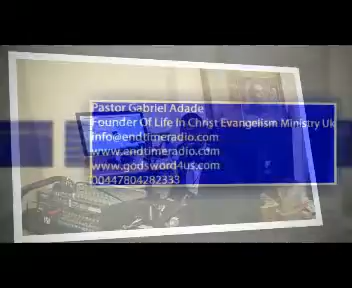 Pastor Gabriel Adade
Founder Of Life In Christ Evangelism Ministry Uk
Info@endtimeradio.com
www.endtimeradio.com
www.godsword4us.com
00447804282333